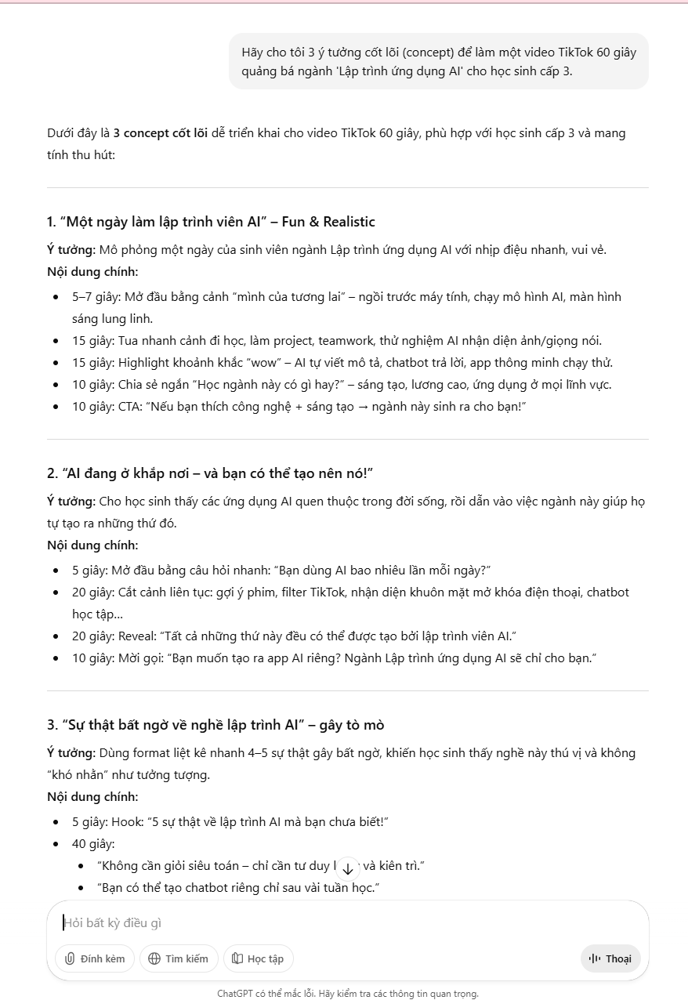 Hãy cho tôi 3 ý tưởng cốt lõi (concept) để làm một video TikTok 60 giây
quảng bá ngành 'Lập trình ứng dụng AI' cho học sinh cấp 3.
Dưới đây là 3 concept cốt lõi dễ triển khai cho video TikTok 60 giây, phù hợp với học sinh cấp 3 và mang
tính thu hút:
1. “Một ngày làm lập trình viên AI” – Fun & Realistic
Ý tưởng: Mô phỏng một ngày của sinh viên ngành Lập trình ứng dụng AI với nhịp điệu nhanh, vui vẻ.
Nội dung chính:
• 5–7 giây: Mở đầu bằng cảnh “mình của tương lai” – ngồi trước máy tính, chạy mô hình AI, màn hình
sáng lung linh.
• 15 giây: Tua nhanh cảnh đi học, làm project, teamwork, thử nghiệm AI nhận diện ảnh/giọng nói.
• 15 giây: Highlight khoảnh khắc “wow” – AI tự viết mô tả, chatbot trả lời, app thông minh chạy thử.
• 10 giây: Chia sẻ ngắn “Học ngành này có gì hay?” – sáng tạo, lương cao, ứng dụng ở mọi lĩnh vực.
• 10 giây: CTA: “Nếu bạn thích công nghệ + sáng tạo → ngành này sinh ra cho bạn!”
2. “AI đang ở khắp nơi – và bạn có thể tạo nên nó!”
Ý tưởng: Cho học sinh thấy các ứng dụng AI quen thuộc trong đời sống, rồi dẫn vào việc ngành này giúp họ
tự tạo ra những thứ đó.
Nội dung chính:
• 5 giây: Mở đầu bằng câu hỏi nhanh: “Bạn dùng AI bao nhiêu lần mỗi ngày?”
• 20 giây: Cắt cảnh liên tục: gợi ý phim, filter TikTok, nhận diện khuôn mặt mở khóa điện thoại, chatbot
học tập…
• 20 giây: Reveal: “Tất cả những thứ này đều có thể được tạo bởi lập trình viên AI.”
• 10 giây: Mời gọi: “Bạn muốn tạo ra app AI riêng? Ngành Lập trình ứng dụng AI sẽ chỉ cho bạn.”
3. “Sự thật bất ngờ về nghề lập trình AI” – gây tò mò
Ý tưởng: Dùng format liệt kê nhanh 4–5 sự thật gây bất ngờ, khiến học sinh thấy nghề này thú vị và không
“khó nhằn” như tưởng tượng.
Nội dung chính:
• 5 giây: Hook: “5 sự thật về lập trình AI mà bạn chưa biết!”
• 40 giây:
• “Không cần giỏi siêu toán – chỉ cần tư duy và kiên trì.”
• “Bạn có thể tạo chatbot riêng chỉ sau vài tuần học.”
Hỏi bất kỳ điều gì
Đính kèm Tìm kiếm Học tập Thoại
ChatGPT có thể mắc lỗi. Hãy kiểm tra các thông tin quan trọng.